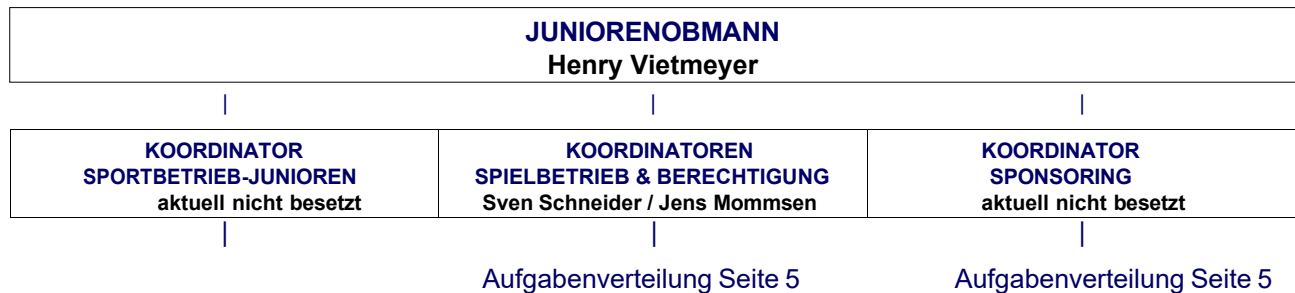 JUNIORENOBMANN
Henry Vietmeyer
KOORDINATOR
SPORTBETRIEB-JUNIOREN
aktuell nicht besetzt
KOORDINATOREN
SPIELBETRIEB & BERECHTIGUNG
Sven Schneider / Jens Mommsen
KOORDINATOR
SPONSORING
aktuell nicht besetzt
Aufgabenverteilung Seite 5
Aufgabenverteilung Seite 5